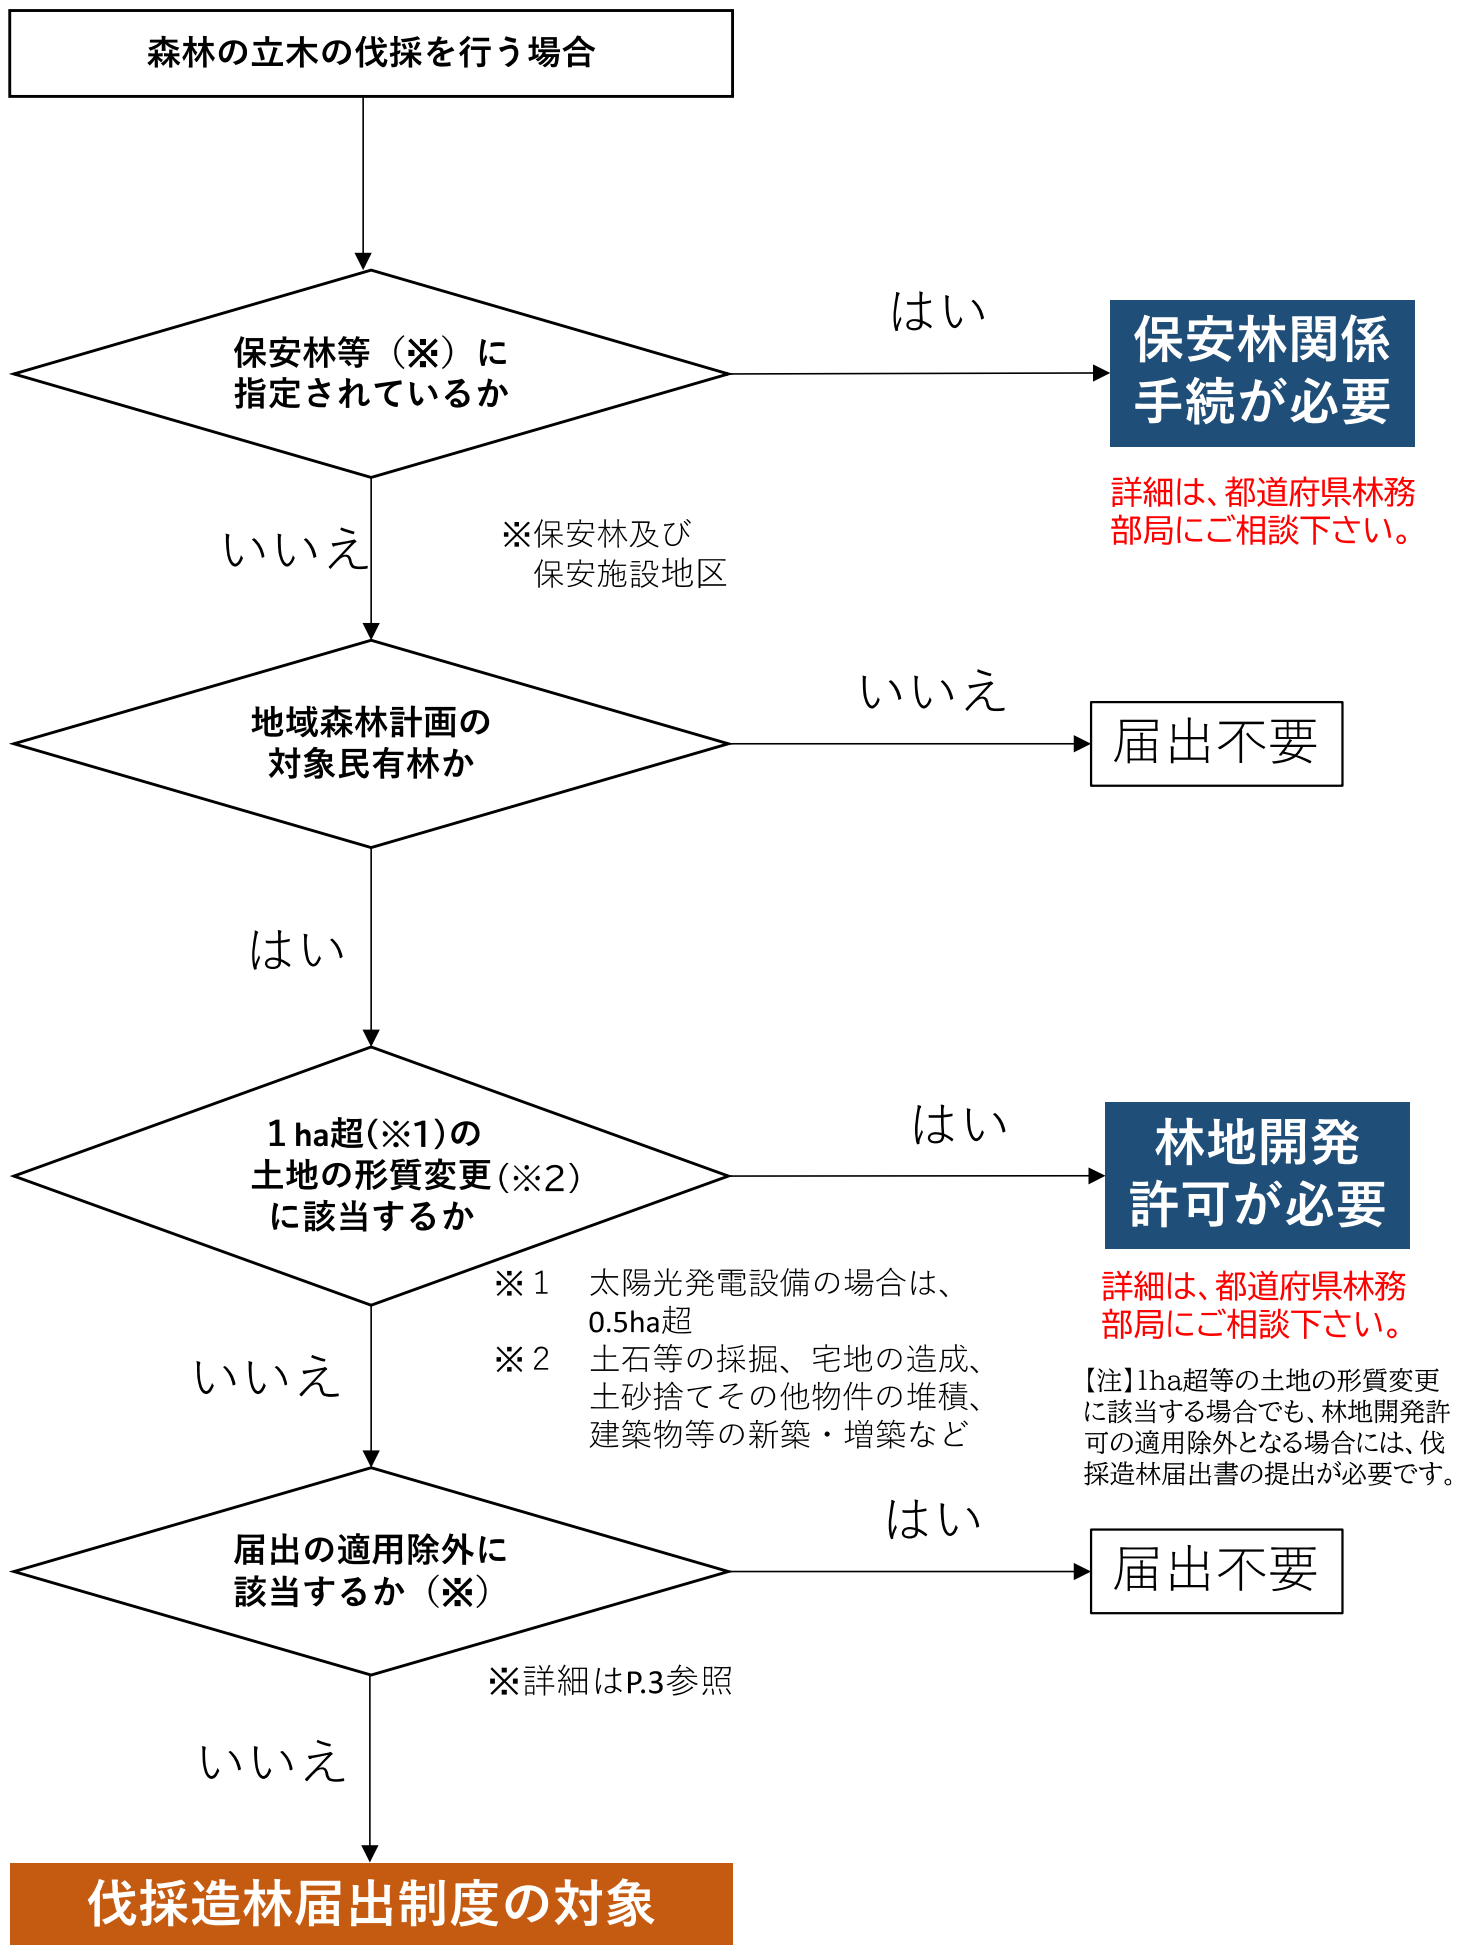 森林の立木の伐採を行う場合
保安林等（※）に
指定されているか
はい
保安林関係
手続が必要
詳細は、都道府県林務
部局にご相談下さい。
いいえ
※保安林及び
保安施設地区
地域森林計画の
対象民有林か
いいえ
届出不要
はい
１ha超(※1)の
土地の形質変更(※2)
に該当するか
はい
林地開発
許可が必要
詳細は、都道府県林務
部局にご相談下さい。
【注】1ha超等の土地の形質変更
に該当する場合でも、林地開発許
可の適用除外となる場合には、伐
採造林届出書の提出が必要です。
いいえ
※１　太陽光発電設備の場合は、
0.5ha超
※２　土石等の採掘、宅地の造成、
土砂捨てその他物件の堆積、
建築物等の新築・増築など
届出の適用除外に
該当するか（※）
はい
届出不要
※詳細はP.3参照
いいえ
伐採造林届出制度の対象